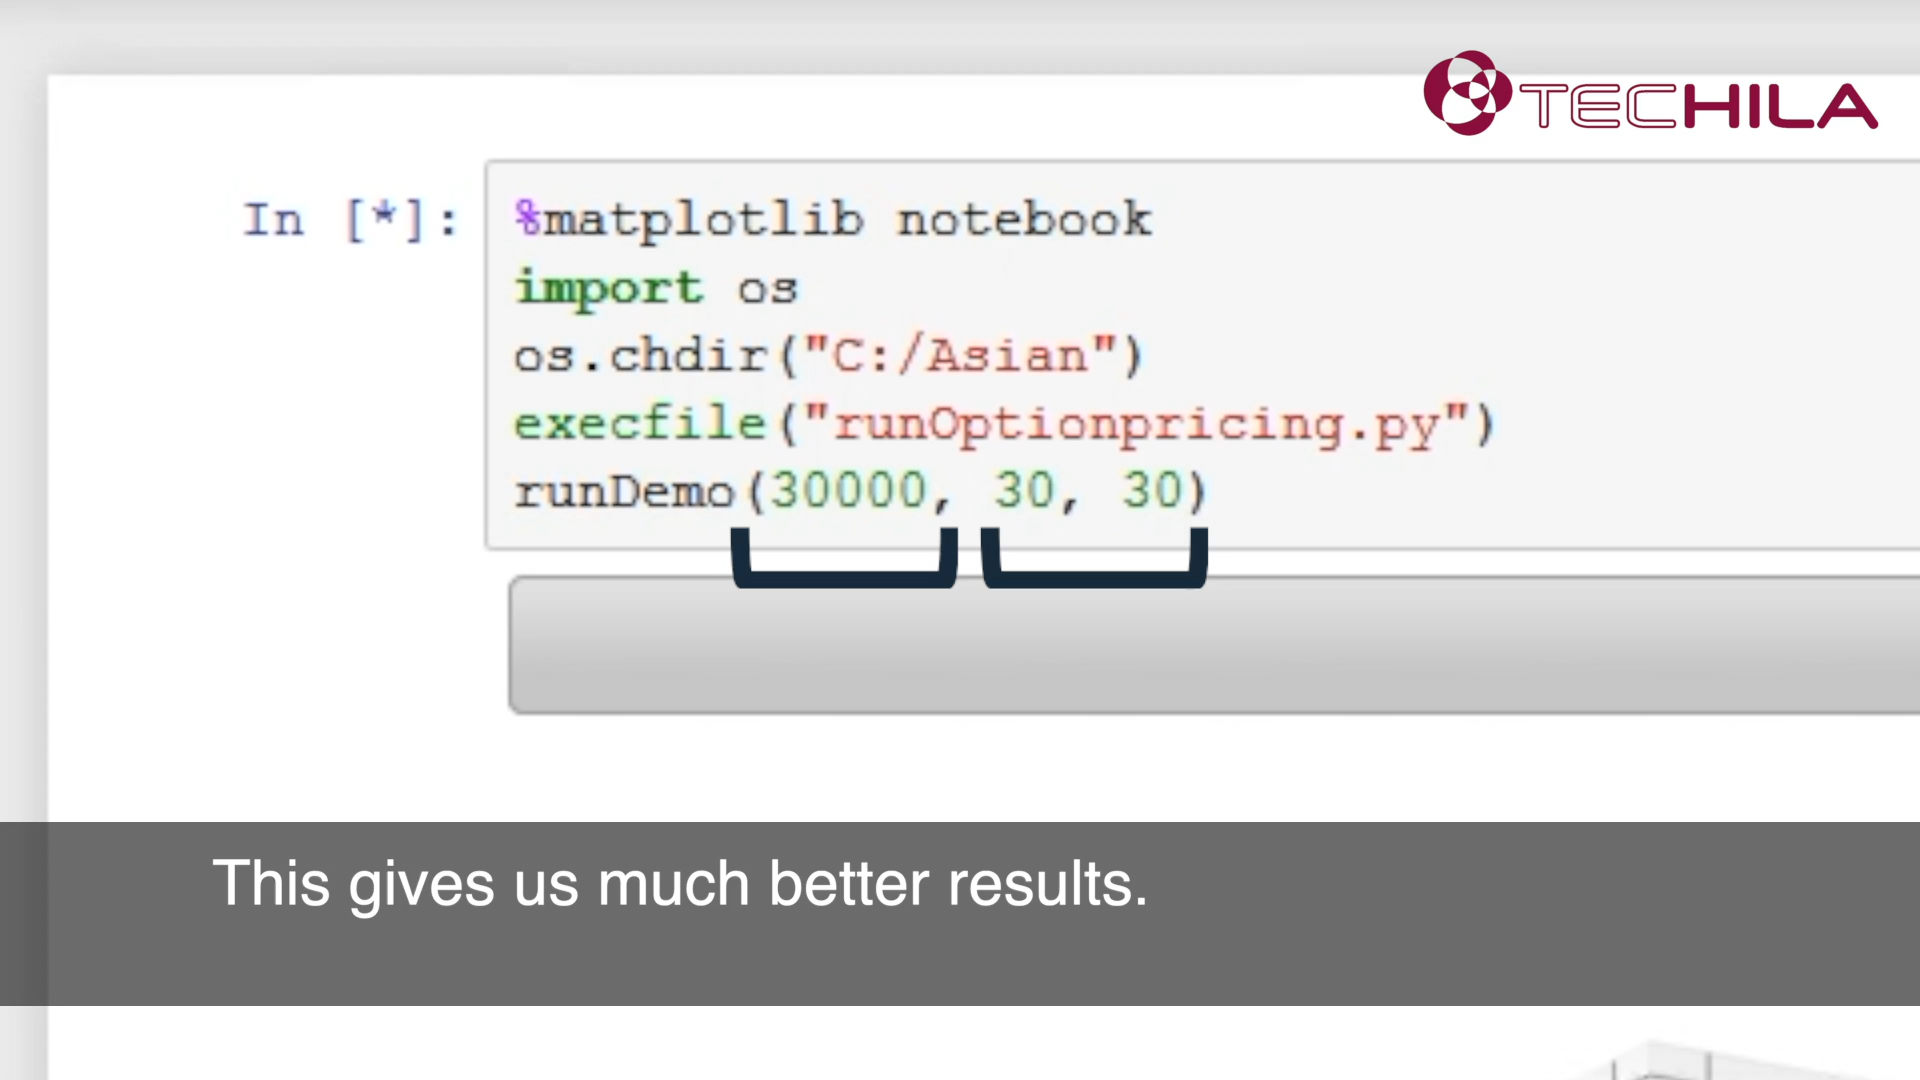 TECHILA
In [*]:
%matplotlib notebook
import os
os.chdir("C:/Asian")
execfile("runOptionpricing.py")
runDemo(30000, 30, 30)
This gives us much better results.